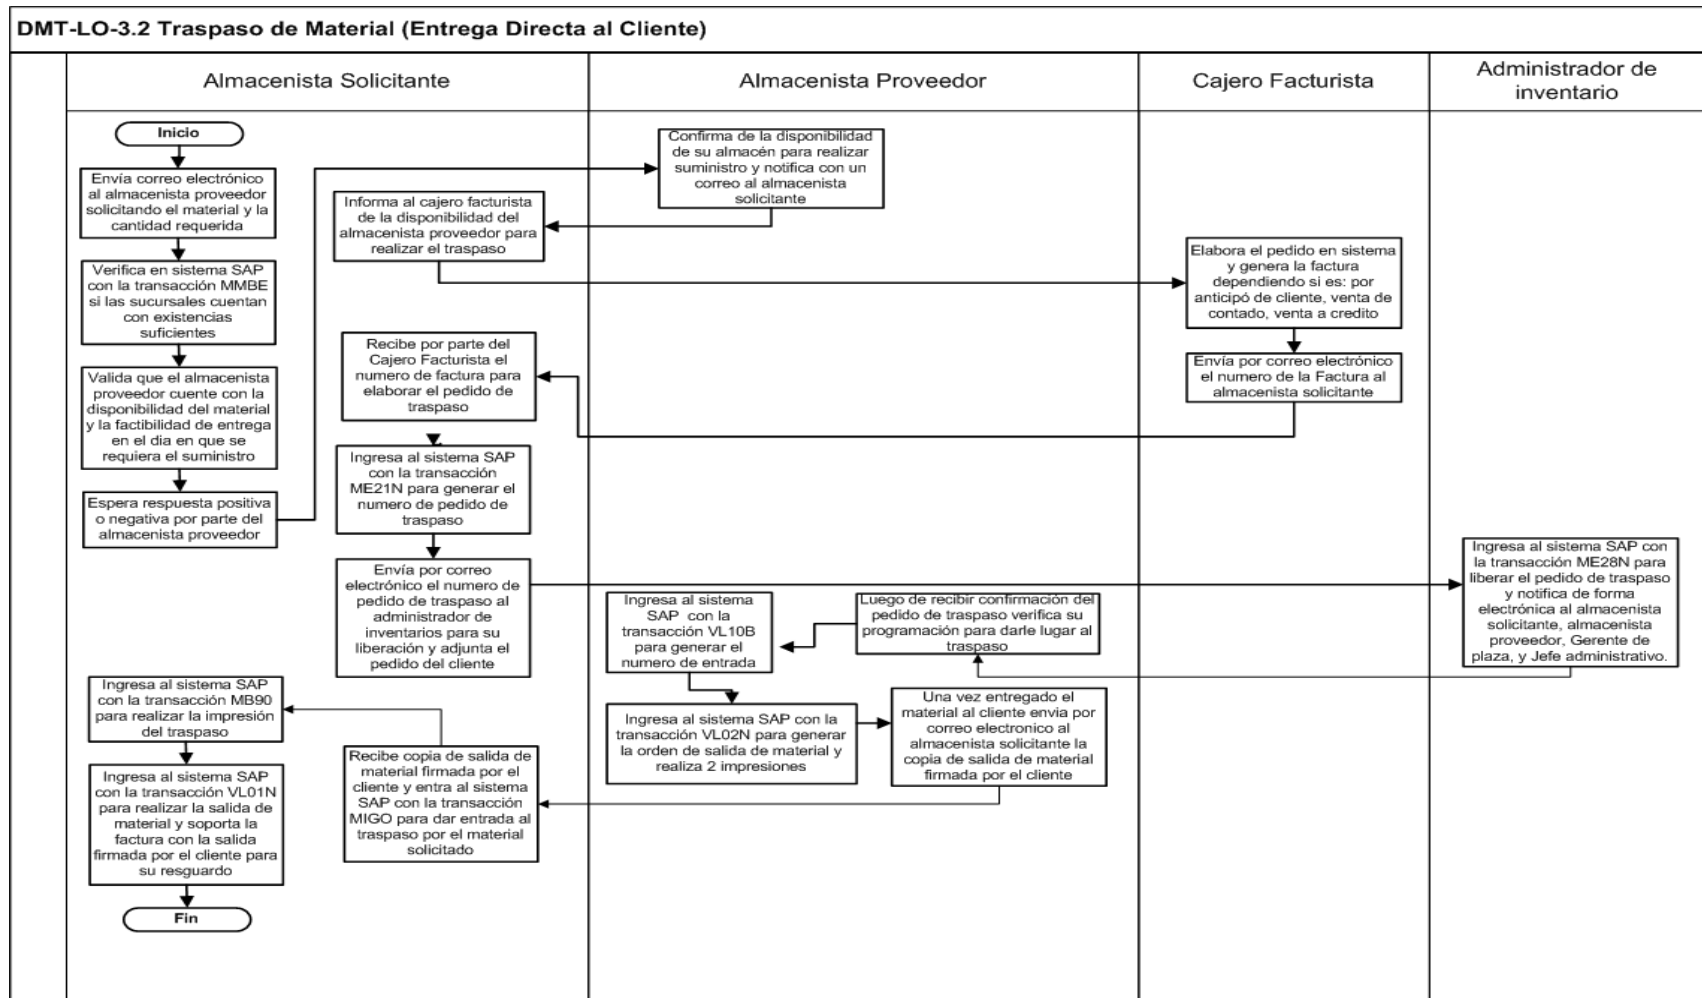 DMT-LO-3.2 Traspaso de Material (Entrega Directa al Cliente)
Almacenista Solicitante
Almacenista Proveedor
Cajero Facturista
Administrador de
inventario
Inicio
Envía correo electrónico
al almacenista proveedor
solicitando el material y la
cantidad requerida
Verifica en sistema SAP
con la transacción MMBE
si las sucursales cuentan
con existencias
suficientes
Valida que el almacenista
proveedor cuente con la
disponibilidad del material
y la factibilidad de entrega
en el dia en que se
requiera el suministro
Espera respuesta positiva
o negativa por parte del
almacenista proveedor
Confirma de la disponibilidad
de su almacén para realizar
suministro y notifica con un
correo al almacenista
solicitante
Informa al cajero facturista
de la disponibilidad del
almacenista proveedor para
realizar el traspaso
Elabora el pedido en sistema
y genera la factura
dependiendo si es: por
anticipó de cliente, venta de
contado, venta a credito
Envía por correo electrónico
el numero de la Factura al
almacenista solicitante
Recibe por parte del
Cajero Facturista el
numero de factura para
elaborar el pedido de
traspaso
Ingresa al sistema SAP
con la transacción
ME21N para generar el
numero de pedido de
traspaso
Envía por correo
electrónico el numero de
pedido de traspaso al
administrador de
inventarios para su
liberación y adjunta el
pedido del cliente
Ingresa al sistema SAP con
la transacción ME28N para
liberar el pedido de traspaso
y notifica de forma
electrónica al almacenista
solicitante, almacenista
proveedor, Gerente de
plaza, y Jefe administrativo.
Luego de recibir confirmación del
pedido de traspaso verifica su
programación para darle lugar al
traspaso
Ingresa al sistema
SAP con la
transacción VL10B
para generar el
numero de entrada
Ingresa al sistema SAP con la
transacción VL02N para generar
la orden de salida de material y
realiza 2 impresiones
Una vez entregado el
material al cliente envia por
correo electronico al
almacenista solicitante la
copia de salida de material
firmada por el cliente
Recibe copia de salida de
material firmada por el
cliente y entra al sistema
SAP con la transacción
MIGO para dar entrada al
traspaso por el material
solicitado
Ingresa al sistema SAP
con la transacción MB90
para realizar la impresión
del traspaso
Ingresa al sistema SAP
con la transacción VL01N
para realizar la salida de
material y soporta la
factura con la salida
firmada por el cliente para
su resguardo
Fin